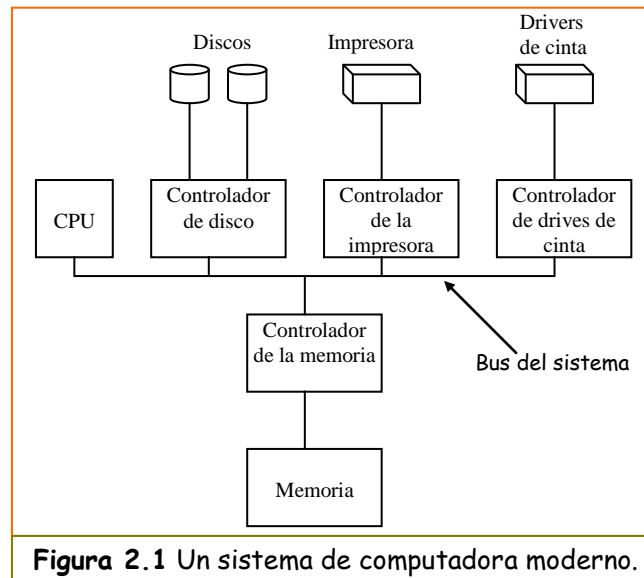 Discos
Impresora
Drivers
de cinta
CPU
Controlador
de disco
Controlador
de la
impresora
Controlador
de drives de
cinta
Controlador
de la memoria
Bus del sistema
Memoria
Figura 2.1 Un sistema de computadora moderno.